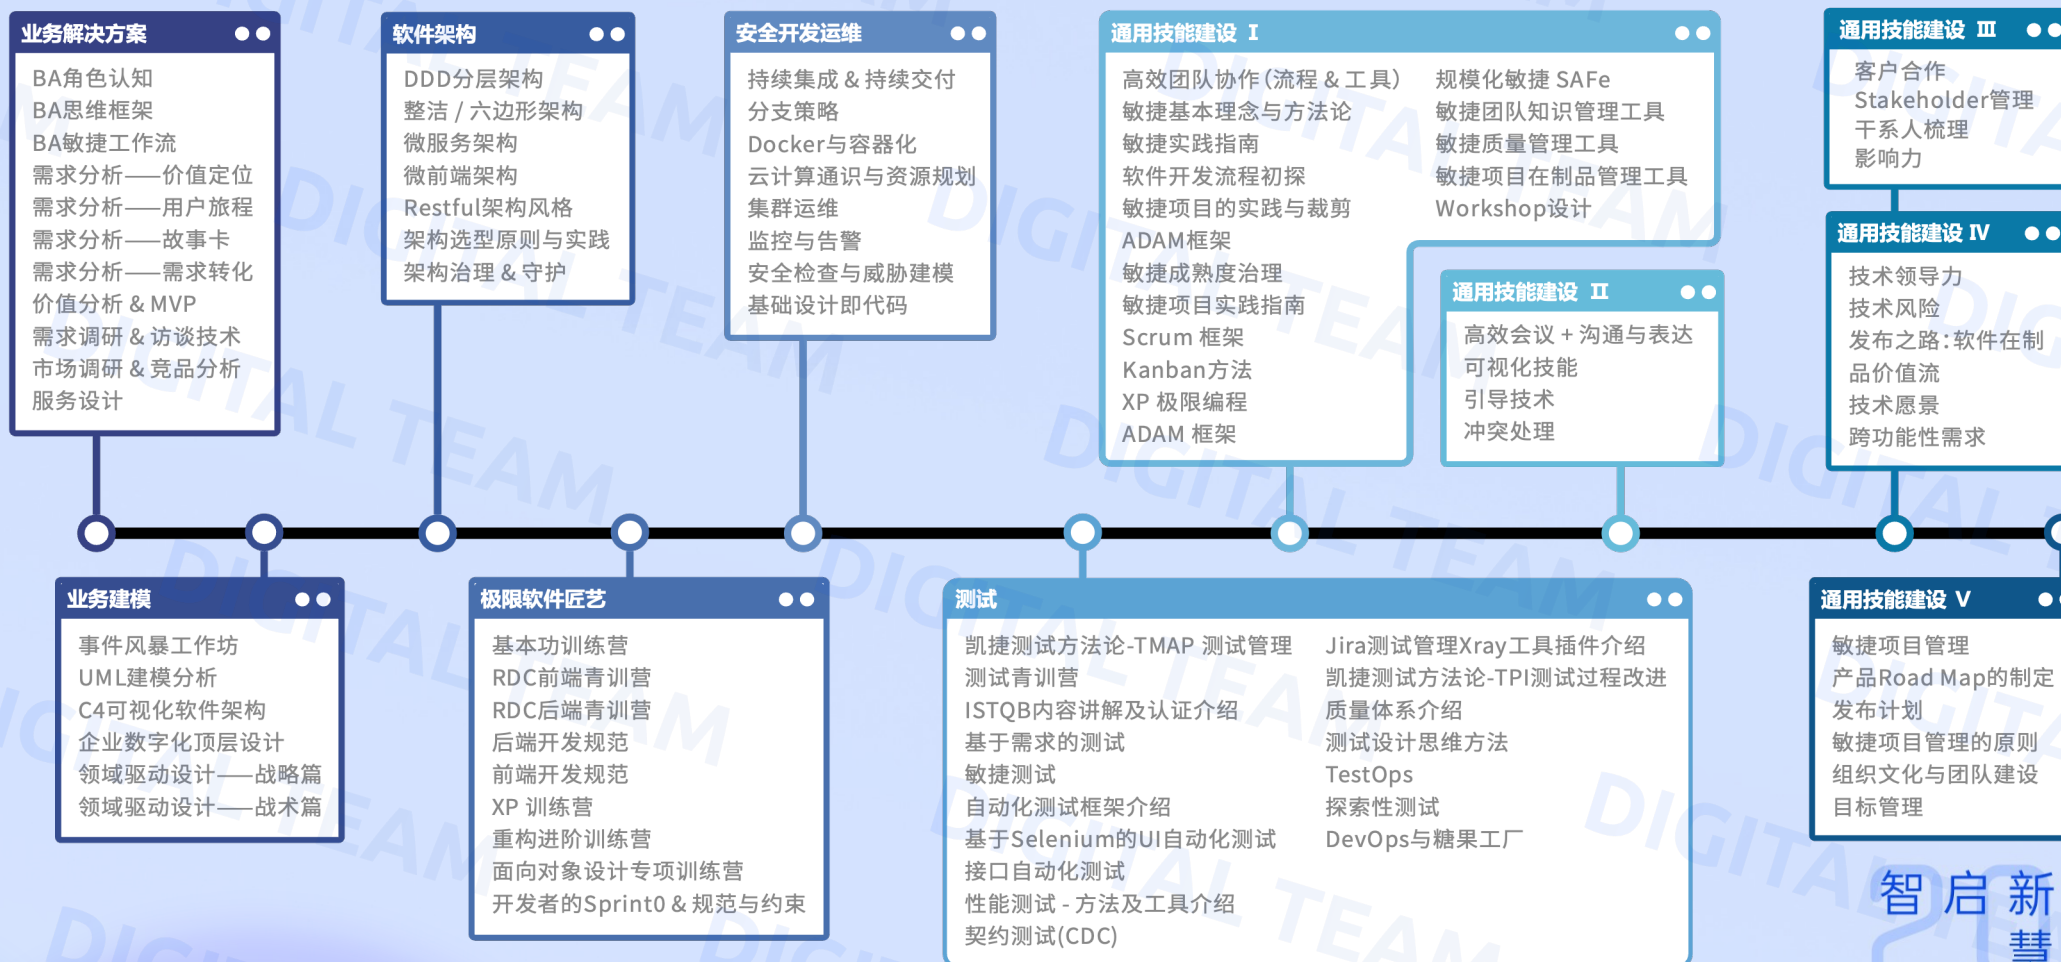 业务解决方案
BA角色认知
BA思维框架
BA敏捷工作流
需求分析——价值定位
需求分析——用户旅程
需求分析——故事卡
需求分析——需求转化
价值分析 & MVP
需求调研 & 访谈技术
市场调研 & 竞品分析
服务设计
软件架构
DDD分层架构
整洁 / 六边形架构
微服务架构
微前端架构
Restful架构风格
架构选型原则与实践
架构治理 & 守护
安全开发运维
持续集成 & 持续交付
分支策略
Docker与容器化
云计算通识与资源规划
集群运维
监控与告警
安全检查与威胁建模
基础设计即代码
通用技能建设 Ⅰ
高效团队协作（流程 & 工具）
敏捷基本理念与方法论
敏捷实践指南
软件开发流程初探
敏捷项目的实践与裁剪
ADAM框架
敏捷成熟度治理
敏捷项目实践指南
Scrum 框架
Kanban方法
XP 极限编程
ADAM 框架
规模化敏捷 SAFe
敏捷团队知识管理工具
敏捷质量管理工具
敏捷项目在制品管理工具
Workshop设计
通用技能建设 Ⅱ
高效会议 + 沟通与表达
可视化技能
引导技术
冲突处理
通用技能建设 Ⅲ
客户合作
Stakeholder管理
干系人梳理
影响力
通用技能建设 Ⅳ
技术领导力
技术风险
发布之路：软件在制
品价值流
技术愿景
跨功能性需求
业务建模
事件风暴工作坊
UML建模分析
C4可视化软件架构
企业数字化顶层设计
领域驱动设计——战略篇
领域驱动设计——战术篇
极限软件匠艺
基本功训练营
RDC前端青训营
RDC后端青训营
后端开发规范
前端开发规范
XP 训练营
重构进阶训练营
面向对象设计专项训练营
开发者的Sprint0 & 规范与约束
测试
凯捷测试方法论-TMAP 测试管理
测试青训营
ISTQB内容讲解及认证介绍
基于需求的测试
敏捷测试
自动化测试框架介绍
基于Selenium的UI自动化测试
接口自动化测试
性能测试 - 方法及工具介绍
契约测试(CDC)
Jira测试管理Xray工具插件介绍
凯捷测试方法论-TPI测试过程改进
质量体系介绍
测试设计思维方法
TestOps
探索性测试
DevOps与糖果工厂
通用技能建设 Ⅴ
敏捷项目管理
产品Road Map的制定
发布计划
敏捷项目管理的原则
组织文化与团队建设
目标管理
智启新
慧
DIGITAL TEAM